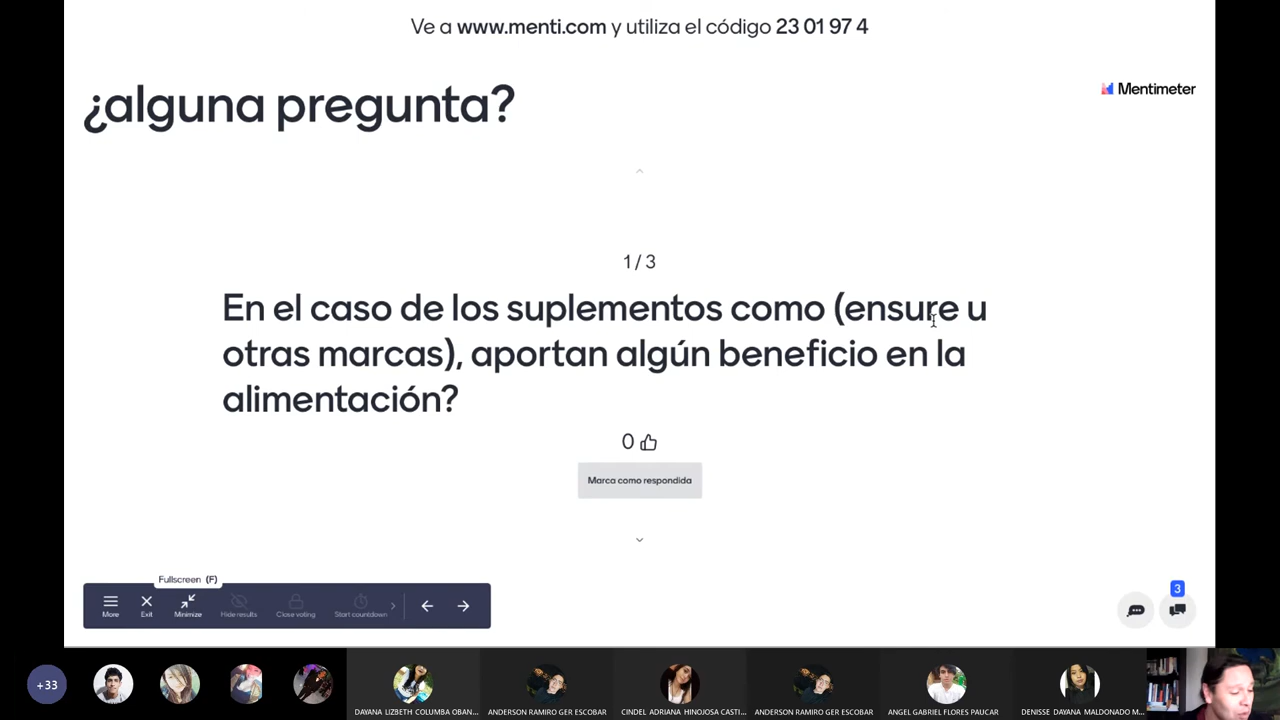 Ve a www.menti.com y utiliza el código 23 01 97 4
¿alguna pregunta?
Mentimeter
1 / 3
En el caso de los suplementos como (ensure u
otras marcas), aportan algún beneficio en la
alimentación?
0
Marca como respondida
Fullscreen (F)
More
Exit
Minimize
Hide results
Close voting
Start countdown
3
+33
DAYANA LIZBETH COLUMBA OBAN...
ANDERSON RAMIRO GER ESCOBAR
CINDEL ADRIANA HINOJOSA CASTI...
ANDERSON RAMIRO GER ESCOBAR
ANGEL GABRIEL FLORES PAUCAR
DENISSE DAYANA MALDONADO M...